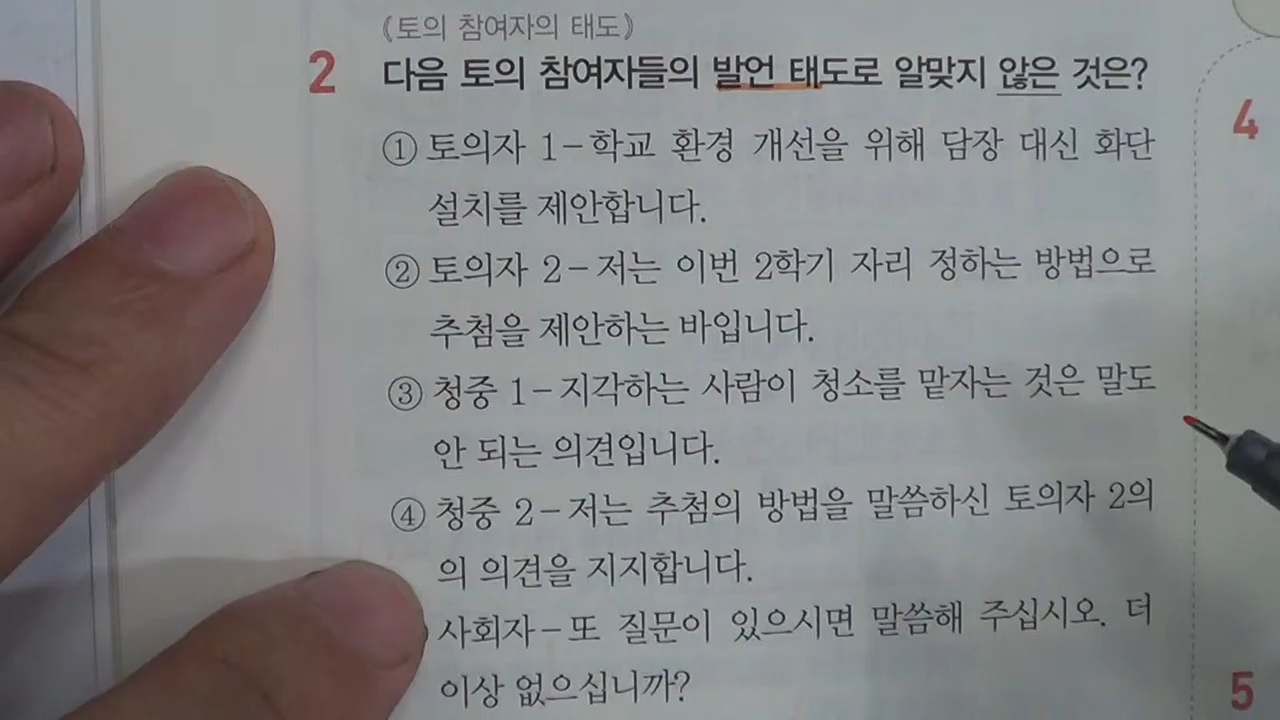 (토의 참여자의 태도)
2 다음 토의 참여자들의 발언 태도로 알맞지 않은 것은?
① 토의자 1-학교 환경 개선을 위해 담장 대신 화단
설치를 제안합니다.
② 토의자 2-저는 이번 2학기 자리 정하는 방법으로
추첨을 제안하는 바입니다.
③ 청중 1-지각하는 사람이 청소를 맡자는 것은 말도
안 되는 의견입니다.
④ 청중 2-저는 추첨의 방법을 말씀하신 토의자 2의
의 의견을 지지합니다.
사회자-또 질문이 있으시면 말씀해 주십시오. 더
이상 없으십니까?
4
5